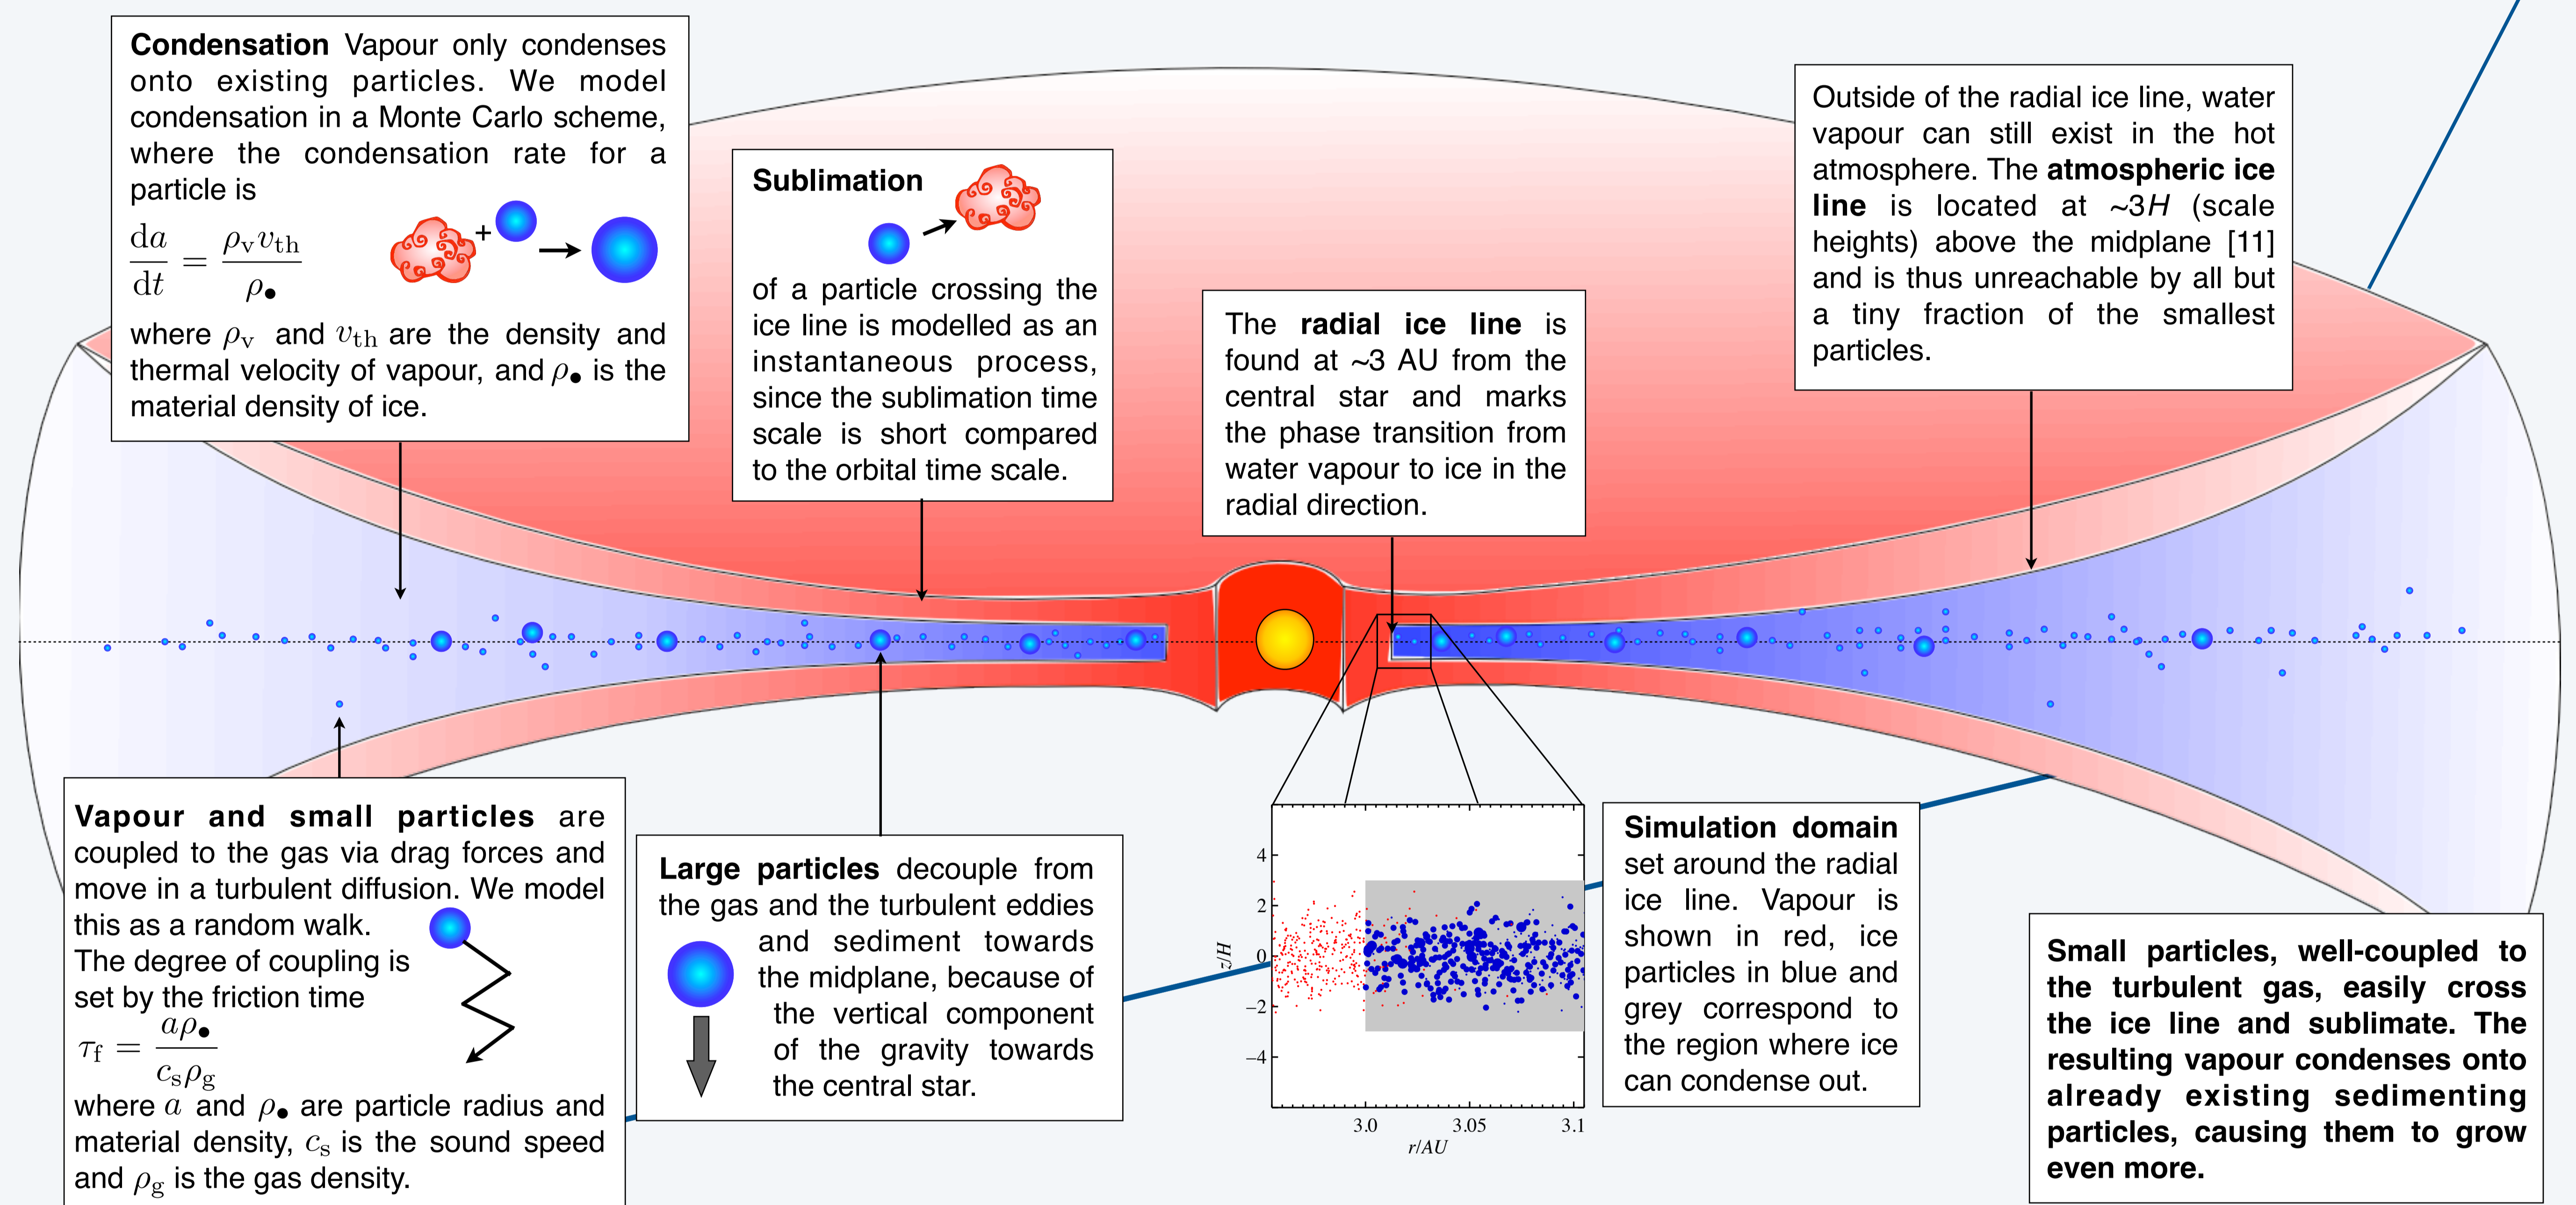 Condensation Vapour only condenses
onto existing particles. We model
condensation in a Monte Carlo scheme,
where the condensation rate for a
particle is
da/dt = ρ_v v_th / ρ_•
+
where ρ_v and v_th are the density and
thermal velocity of vapour, and ρ_• is the
material density of ice.
Sublimation
of a particle crossing the
ice line is modelled as an
instantaneous process,
since the sublimation time
scale is short compared
to the orbital time scale.
The radial ice line is
found at ~3 AU from the
central star and marks
the phase transition from
water vapour to ice in the
radial direction.
Outside of the radial ice line, water
vapour can still exist in the hot
atmosphere. The atmospheric ice
line is located at ~3H (scale
heights) above the midplane [11]
and is thus unreachable by all but
a tiny fraction of the smallest
particles.
Vapour and small particles are
coupled to the gas via drag forces and
move in a turbulent diffusion. We model
this as a random walk.
The degree of coupling is
set by the friction time
τ_f = aρ_• / c_s ρ_g
where a and ρ_• are particle radius and
material density, c_s is the sound speed
and ρ_g is the gas density.
Large particles decouple from
the gas and the turbulent eddies
and sediment towards
the midplane, because of
the vertical component
of the gravity towards
the central star.
4
2
0
−2
−4
z/H
3.0 3.05 3.1
r/AU
Simulation domain
set around the radial
ice line. Vapour is
shown in red, ice
particles in blue and
grey correspond to
the region where ice
can condense out.
Small particles, well-coupled to
the turbulent gas, easily cross
the ice line and sublimate. The
resulting vapour condenses onto
already existing sedimenting
particles, causing them to grow
even more.